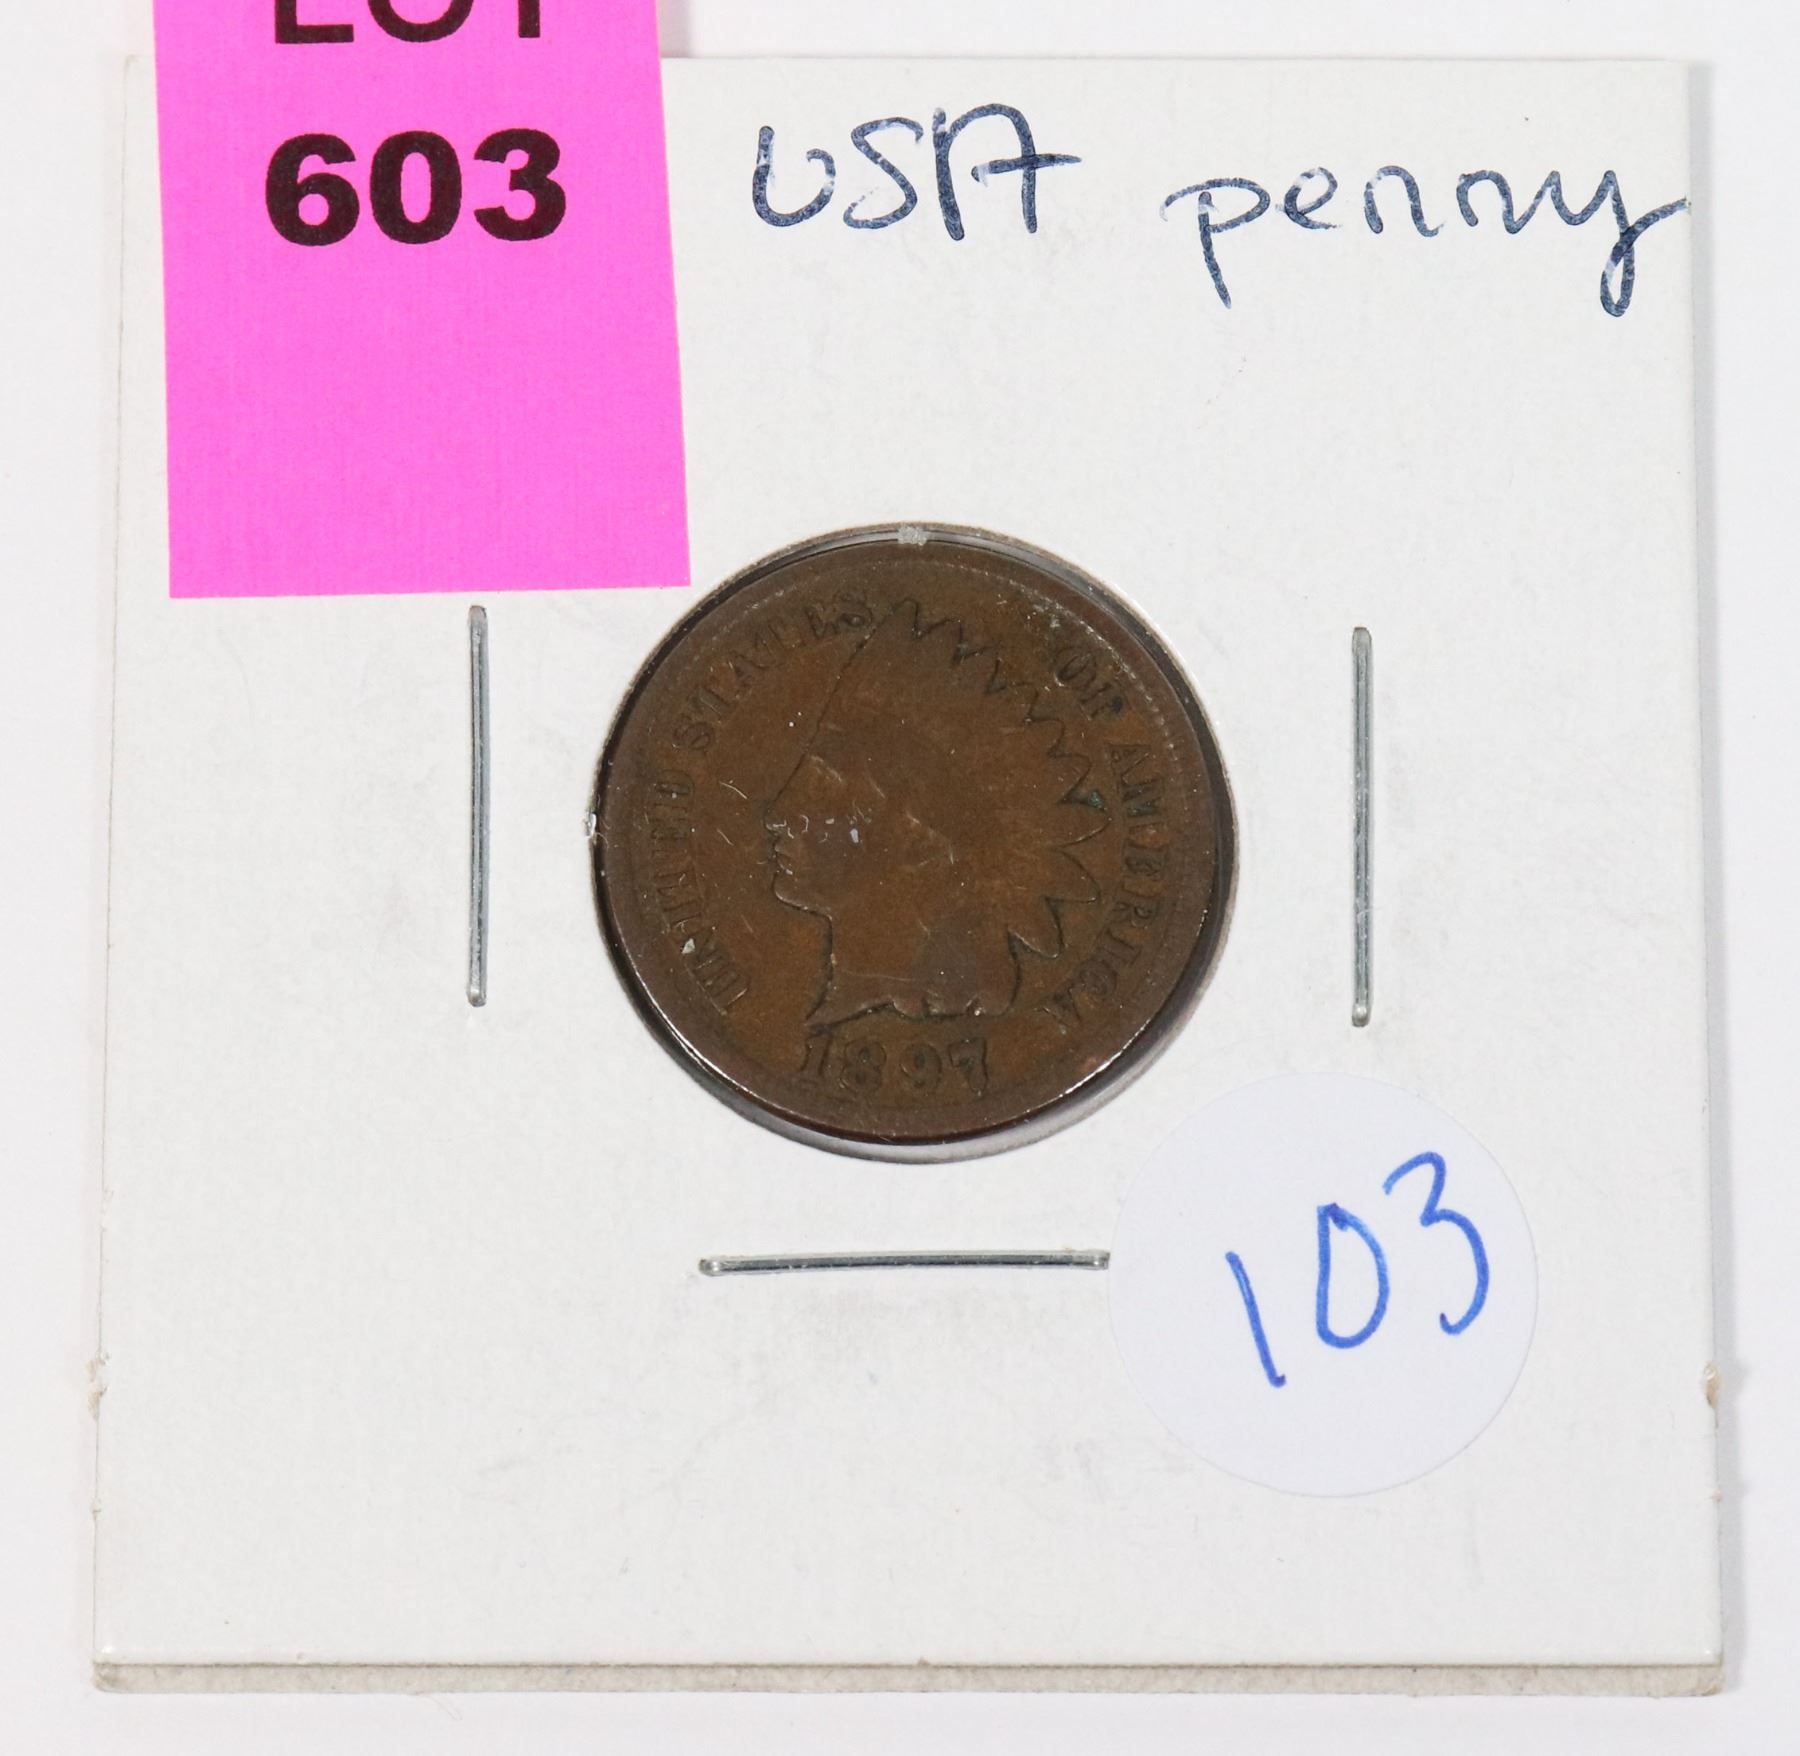 LOT
603
USA penny
UNITED STATES OF AMERICA
1897
103